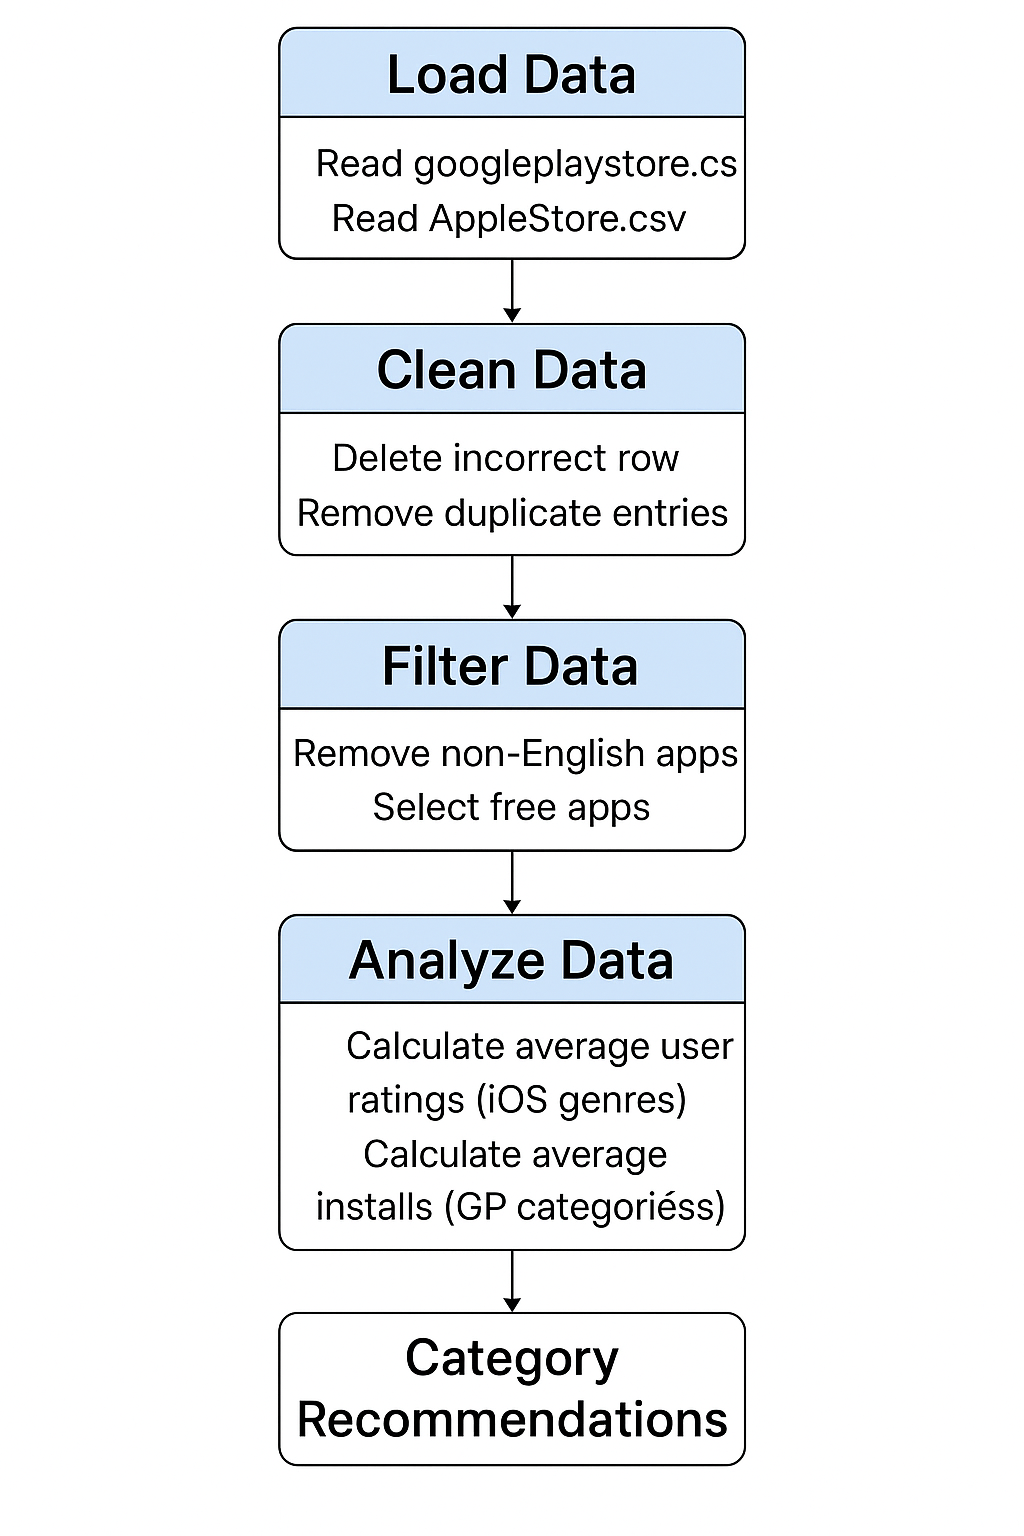 Load Data
Read googleplaystore.cs
Read AppleStore.csv
Clean Data
Delete incorrect row
Remove duplicate entries
Filter Data
Remove non-English apps
Select free apps
Analyze Data
Calculate average user
ratings (iOS genres)
Calculate average
installs (GP categoriéss)
Category
Recommendations